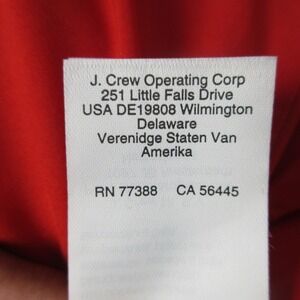 J. Crew Operating Corp
251 Little Falls Drive
USA DE19808 Wilmington
Delaware
Verenidge Staten Van
Amerika
RN 77388 CA 56445